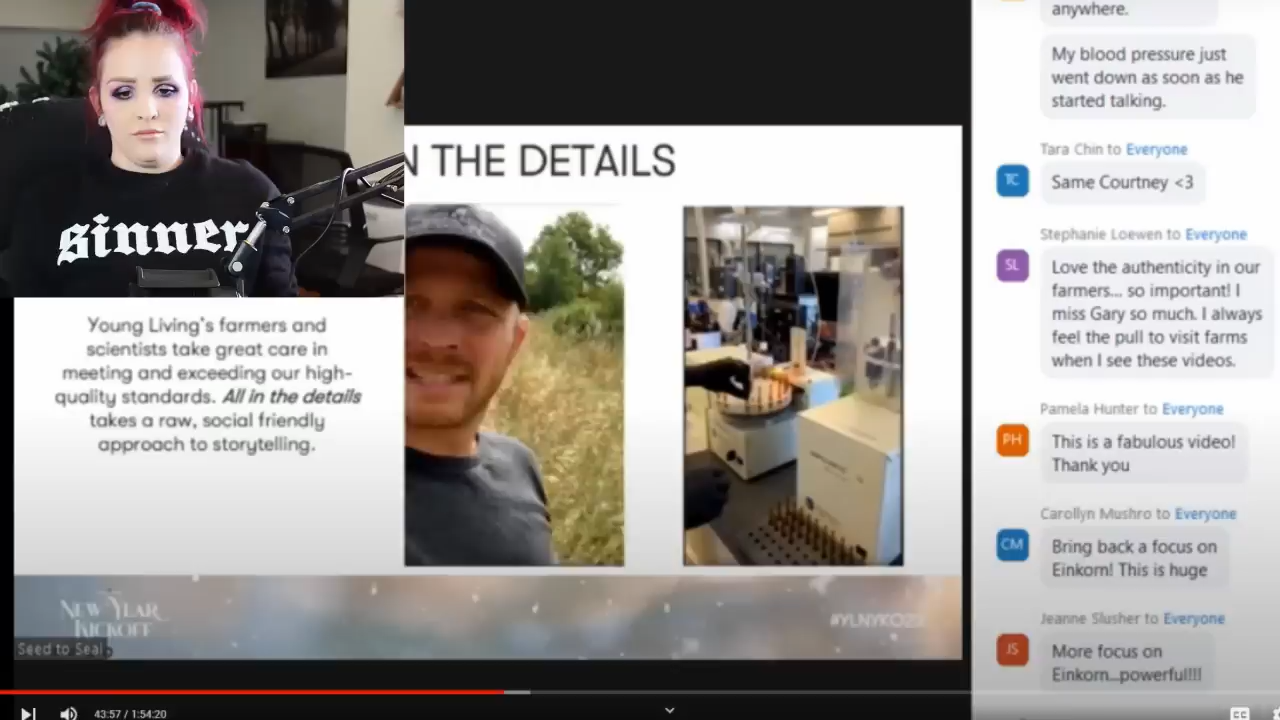 sinner
N THE DETAILS
Young Living's farmers and
scientists take great care in
meeting and exceeding our high-
quality standards. All in the details
takes a raw, social friendly
approach to storytelling.
NEW YEAR
KICKOFF
Seed to Seal
43:57 / 1:54:20
anywhere.
My blood pressure just
went down as soon as he
started talking.
Tara Chin to Everyone
TC
Same Courtney <3
Stephanie Loewen to Everyone
SL
Love the authenticity in our
farmers... so important! I
miss Gary so much. I always
feel the pull to visit farms
when I see these videos.
Pamela Hunter to Everyone
PH
This is a fabulous video!
Thank you
Carollyn Mushro to Everyone
CM
Bring back a focus on
Einkorn! This is huge
Jeanne Slusher to Everyone
JS
More focus on
Einkorn...powerful!!!
CC